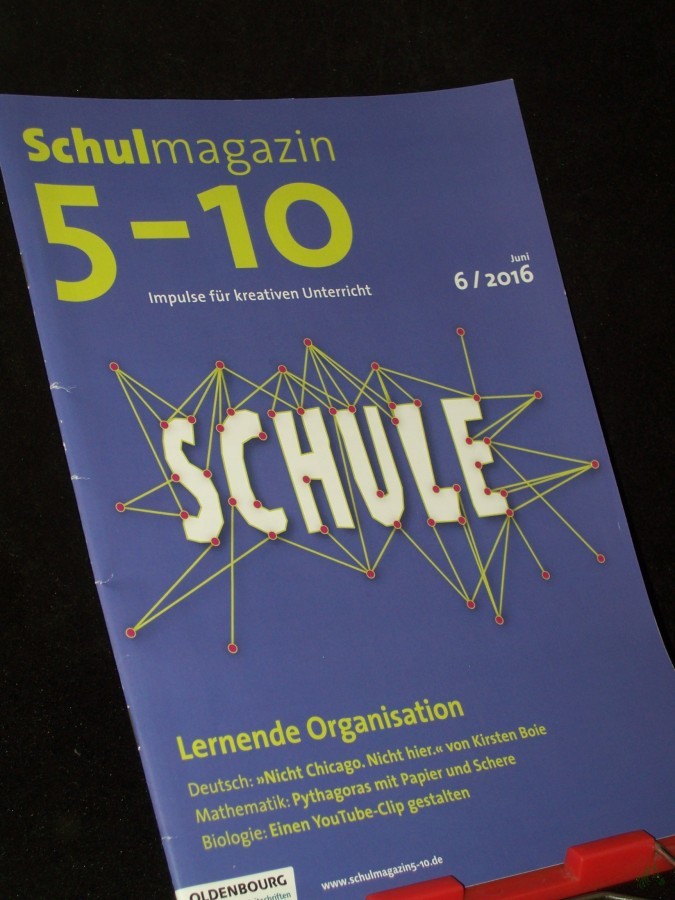 Schulmagazin
5-10
Impulse für kreativen Unterricht
Juni
6 / 2016
SCHULE
Lernende Organisation
Deutsch: »Nicht Chicago. Nicht hier.« von Kirsten Boie
Mathematik: Pythagoras mit Papier und Schere
Biologie: Einen YouTube-Clip gestalten
OLDENBOURG
www.schulmagazin5-10.de